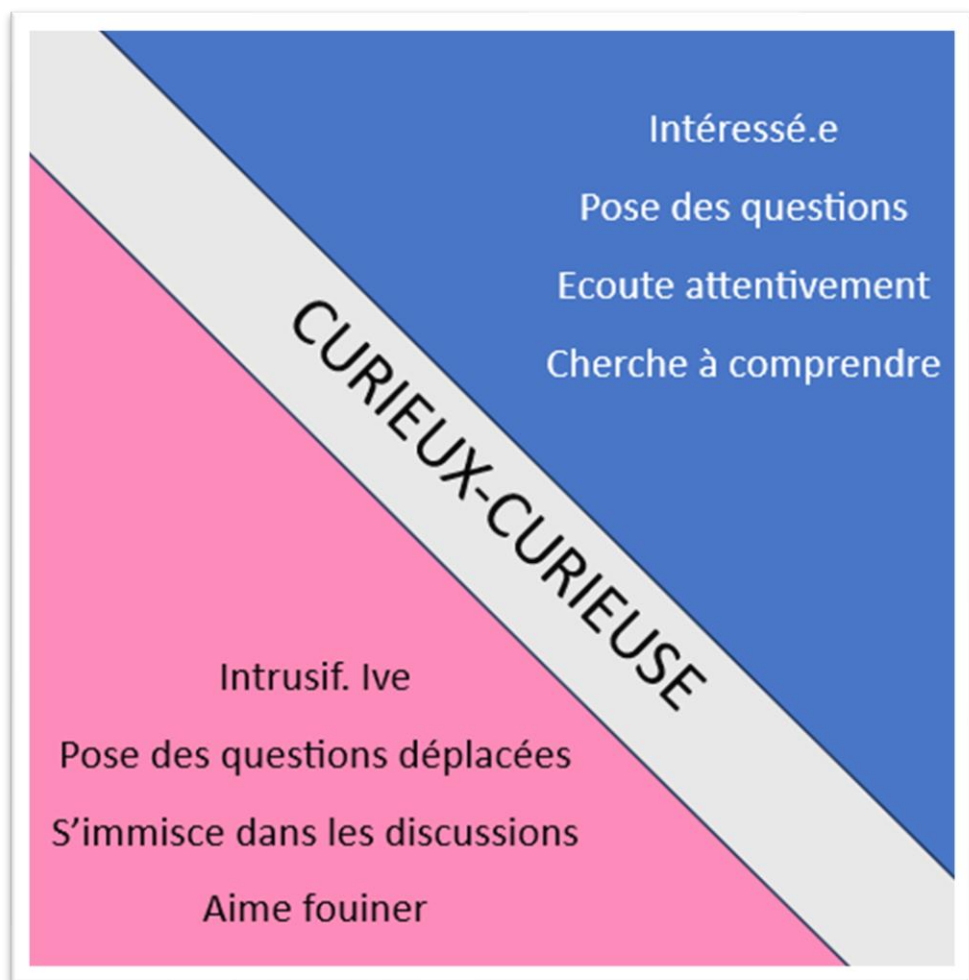 Intéressé.e
Pose des questions
Ecoute attentivement
Cherche à comprendre
CURIEUX-CURIEUSE
Intrusif. Ive
Pose des questions déplacées
S’immisce dans les discussions
Aime fouiner